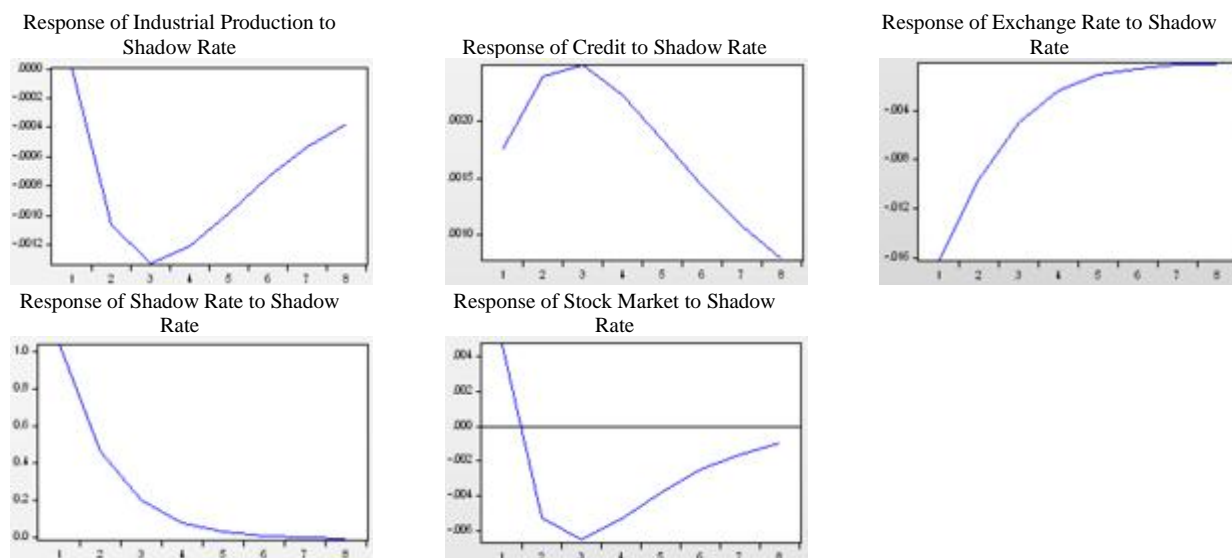 Response of Industrial Production to
Shadow Rate
.0000
-.0002
-.0004
-.0006
-.0008
-.0010
-.0012
1 2 3 4 5 6 7 8
Response of Credit to Shadow Rate
.0020
.0015
.0010
1 2 3 4 5 6 7 8
Response of Exchange Rate to Shadow
Rate
-.004
-.008
-.012
-.016
1 2 3 4 5 6 7 8
Response of Shadow Rate to Shadow
Rate
1.0
0.8
0.6
0.4
0.2
0.0
1 2 3 4 5 6 7 8
Response of Stock Market to Shadow
Rate
.004
.002
.000
-.002
-.004
-.006
1 2 3 4 5 6 7 8